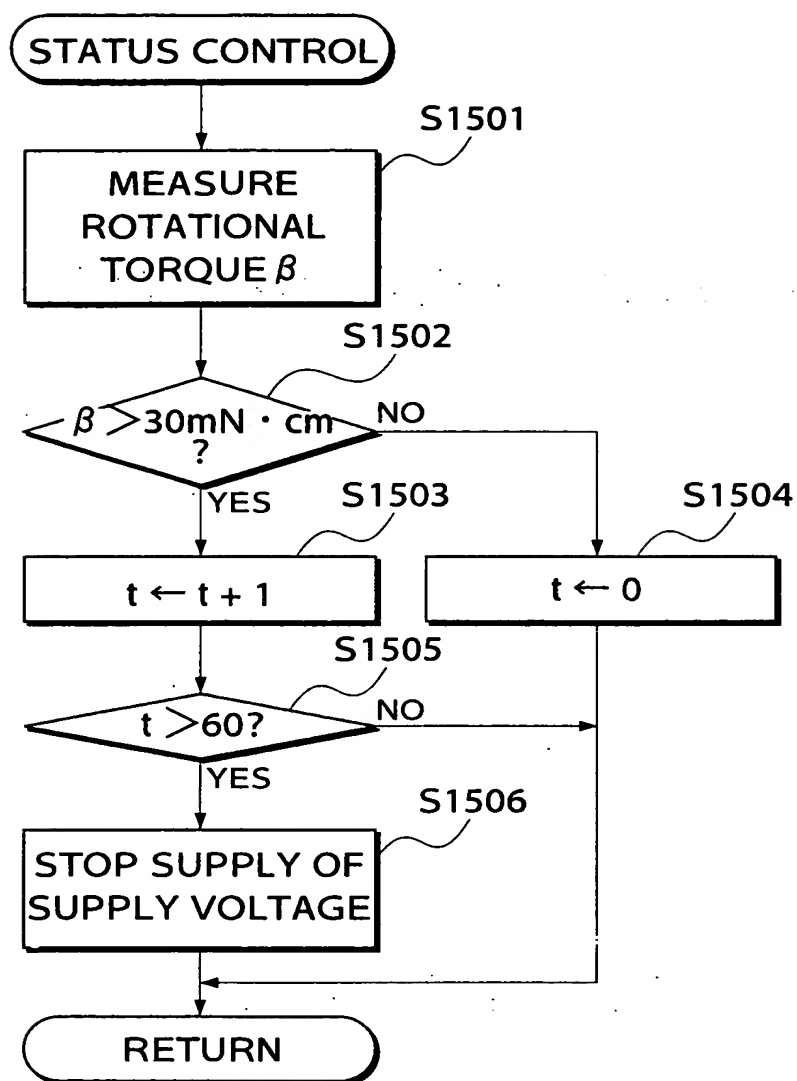 STATUS CONTROL
S1501
MEASURE
ROTATIONAL
TORQUE β
S1502
β >30mN · cm
?
NO
YES
S1503
t ← t + 1
S1504
t ← 0
S1505
t >60?
NO
YES
S1506
STOP SUPPLY OF
SUPPLY VOLTAGE
RETURN